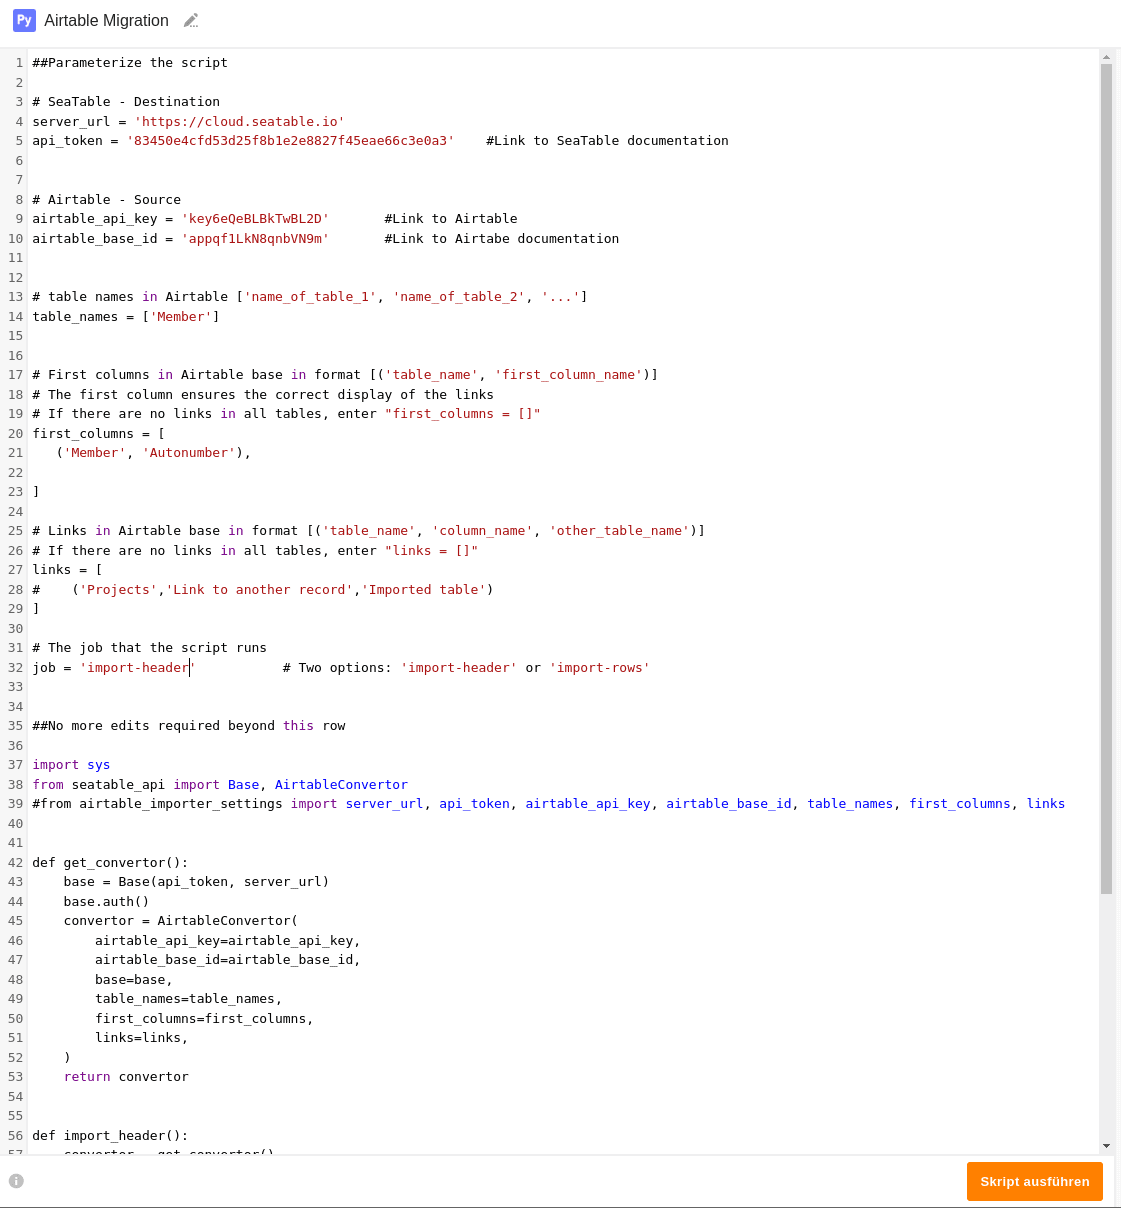 Py Airtable Migration
1 ##Parameterize the script
2
3 # SeaTable - Destination
4 server_url = 'https://cloud.seatable.io'
5 api_token = '83450e4cfd53d25f8b1e2e8827f45eae66c3e0a3'    #Link to SeaTable documentation
6
7
8 # Airtable - Source
9 airtable_api_key = 'key6eQeBLBkTwBL2D'       #Link to Airtable
10 airtable_base_id = 'appqf1LkN8qnbVN9m'       #Link to Airtabe documentation
11
12
13 # table names in Airtable ['name_of_table_1', 'name_of_table_2', '...']
14 table_names = ['Member']
15
16
17 # First columns in Airtable base in format [('table_name', 'first_column_name')]
18 # The first column ensures the correct display of the links
19 # If there are no links in all tables, enter "first_columns = []"
20 first_columns = [
21    ('Member', 'Autonumber'),
22
23 ]
24
25 # Links in Airtable base in format [('table_name', 'column_name', 'other_table_name')]
26 # If there are no links in all tables, enter "links = []"
27 links = [
28 #    ('Projects','Link to another record','Imported table')
29 ]
30
31 # The job that the script runs
32 job = 'import-header'           # Two options: 'import-header' or 'import-rows'
33
34
35 ##No more edits required beyond this row
36
37 import sys
38 from seatable_api import Base, AirtableConvertor
39 #from airtable_importer_settings import server_url, api_token, airtable_api_key, airtable_base_id, table_names, first_columns, links
40
41
42 def get_convertor():
43     base = Base(api_token, server_url)
44     base.auth()
45     convertor = AirtableConvertor(
46         airtable_api_key=airtable_api_key,
47         airtable_base_id=airtable_base_id,
48         base=base,
49         table_names=table_names,
50         first_columns=first_columns,
51         links=links,
52     )
53     return convertor
54
55
56 def import_header():
57     convertor = get_convertor()
Skript ausführen